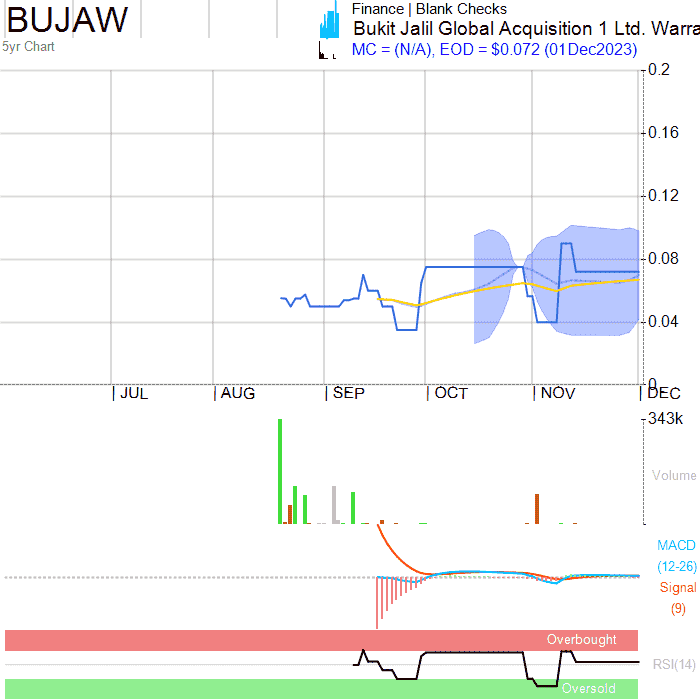 BUJAW
5yr Chart
Finance | Blank Checks
Bukit Jalil Global Acquisition 1 Ltd. Warra
MC = (N/A), EOD = $0.072 (01Dec2023)
0.2
0.16
0.12
0.08
0.04
0
JUL AUG SEP OCT NOV DEC
343k
Volume
MACD
(12-26)
Signal
(9)
Overbought
RSI(14)
Oversold